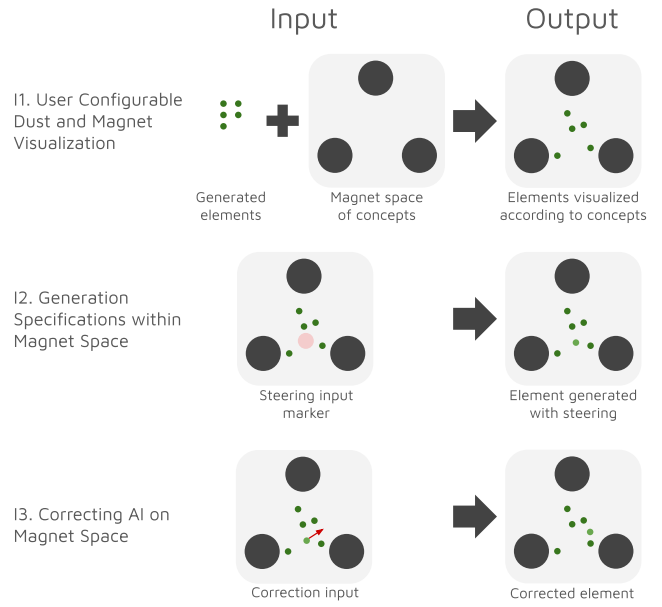 Input
Output
I1. User Configurable
Dust and Magnet
Visualization
Generated
elements
Magnet space
of concepts
Elements visualized
according to concepts
I2. Generation
Specifications within
Magnet Space
Steering input
marker
Element generated
with steering
I3. Correcting AI on
Magnet Space
Correction input
Corrected element